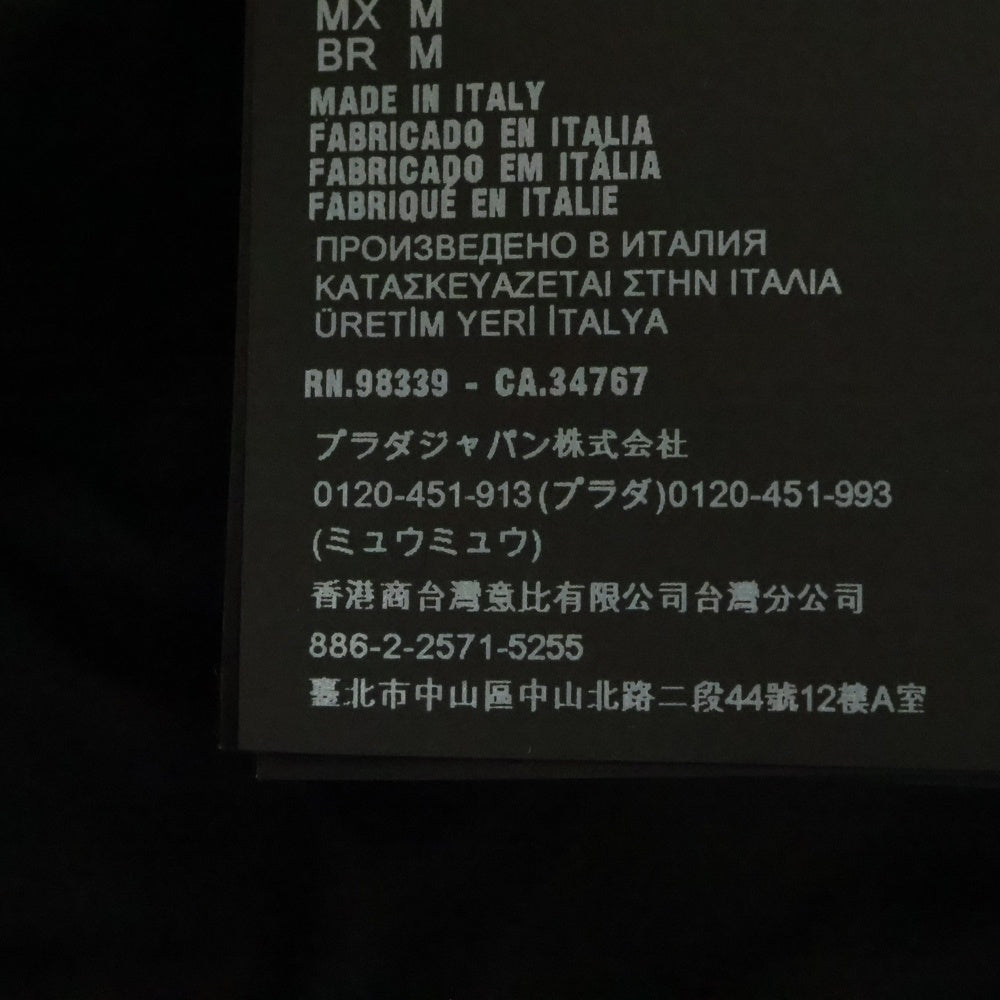 MX M
BR M
MADE IN ITALY
FABRICADO EN ITALIA
FABRICADO EM ITÁLIA
FABRIQUÉ EN ITALIE
ПРОИЗВЕДЕНО В ИТАЛИЯ
ΚΑΤΑΣΚΕΥΑΖΕΤΑΙ ΣΤΗΝ ΙΤΑΛΙΑ
ÜRETİM YERİ İTALYA
RN.98339 - CA.34767
プラダジャパン株式会社
0120-451-913(プラダ)0120-451-993
(ミュウミュウ)
香港商台灣意比有限公司台灣分公司
886-2-2571-5255
臺北市中山區中山北路二段44號12樓A室